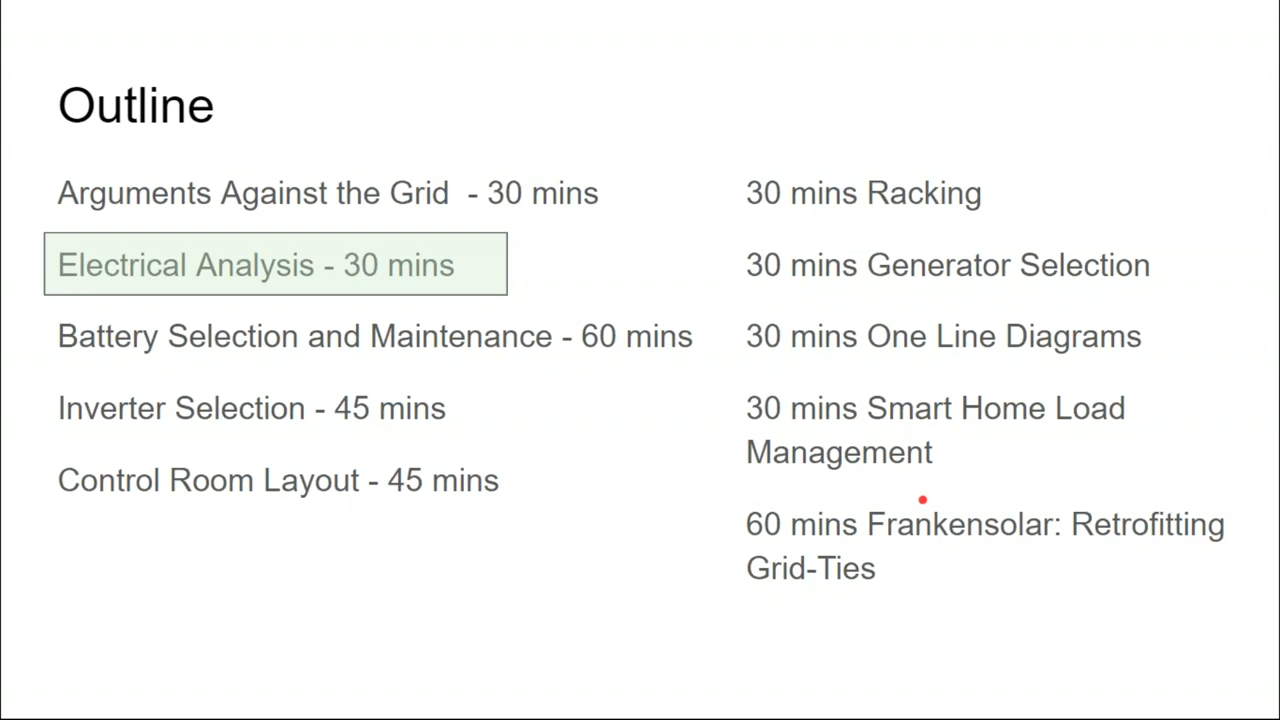 Outline
Arguments Against the Grid  - 30 mins
Electrical Analysis - 30 mins
Battery Selection and Maintenance - 60 mins
Inverter Selection - 45 mins
Control Room Layout - 45 mins
30 mins Racking
30 mins Generator Selection
30 mins One Line Diagrams
30 mins Smart Home Load
Management
60 mins Frankensolar: Retrofitting
Grid-Ties